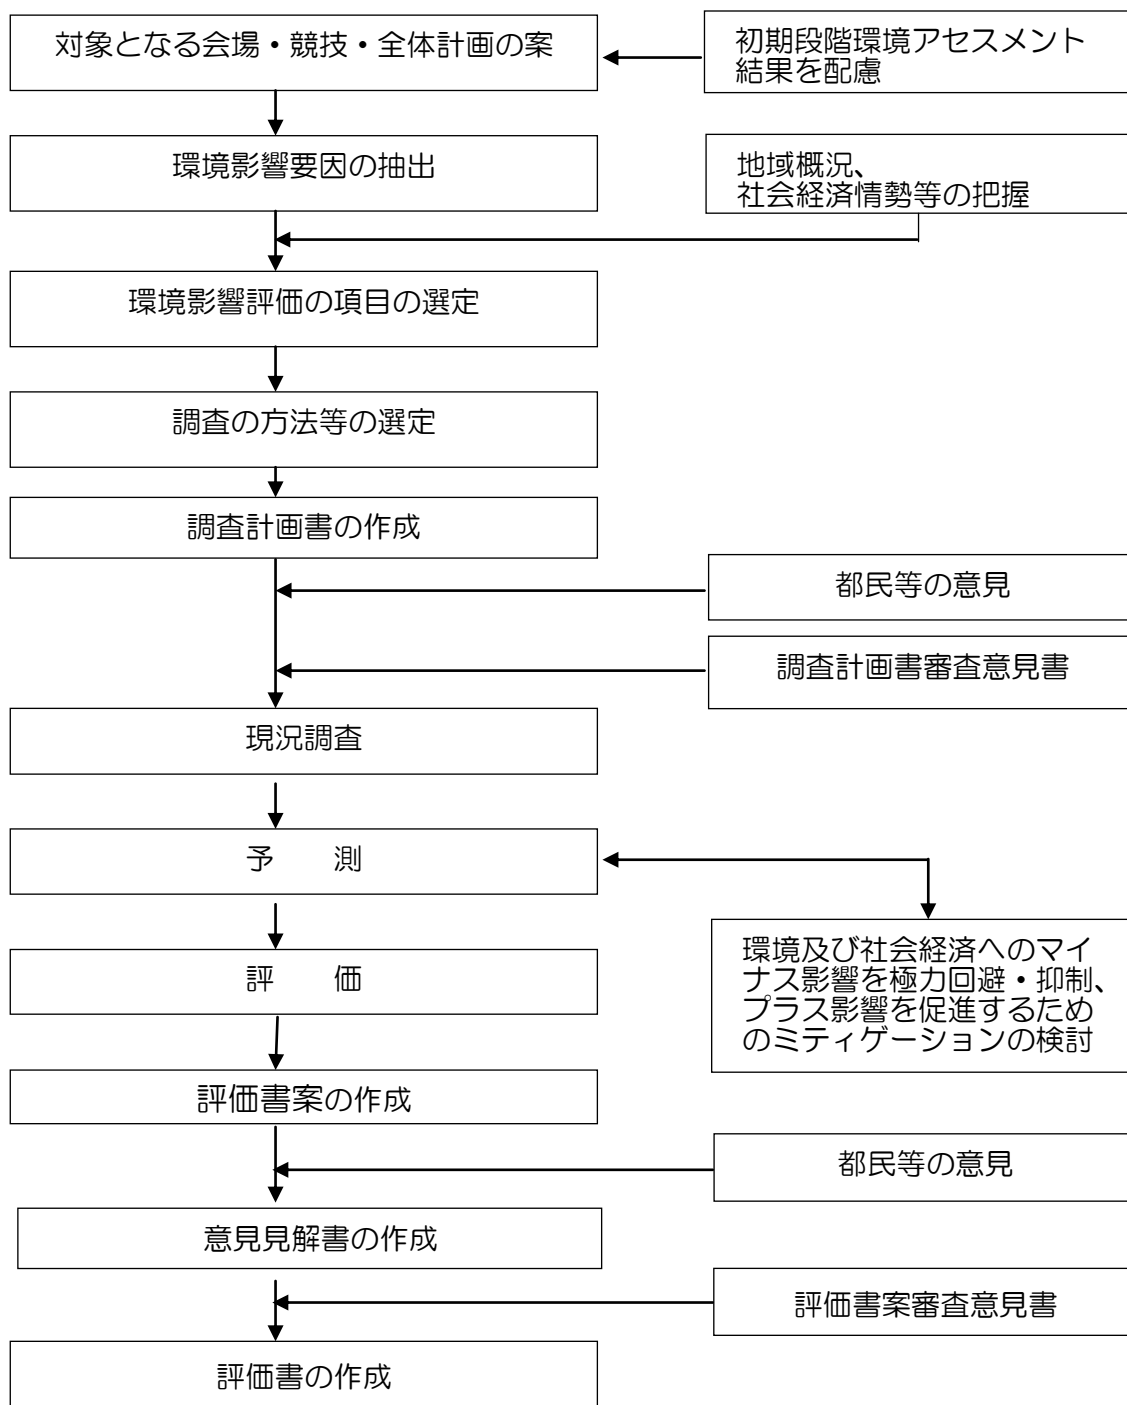 対象となる会場・競技・全体計画の案
初期段階環境アセスメント
結果を配慮
環境影響要因の抽出
地域概況、
社会経済情勢等の把握
環境影響評価の項目の選定
調査の方法等の選定
調査計画書の作成
都民等の意見
調査計画書審査意見書
現況調査
予　　測
環境及び社会経済へのマイ
ナス影響を極力回避・抑制、
プラス影響を促進するため
のミティゲーションの検討
評　　価
評価書案の作成
都民等の意見
意見見解書の作成
評価書案審査意見書
評価書の作成